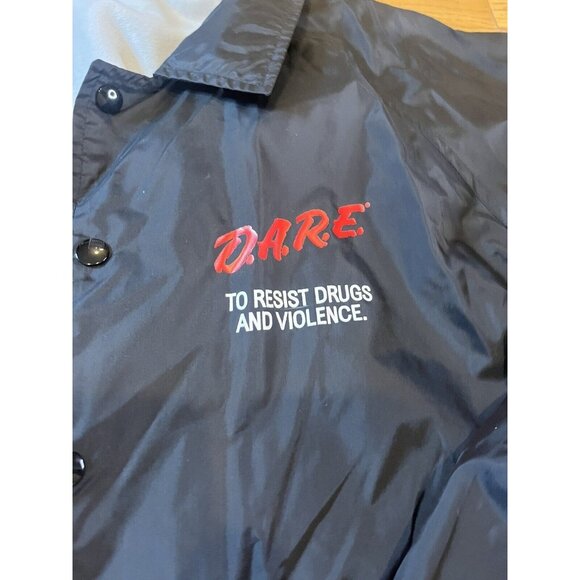 D.A.R.E.®
TO RESIST DRUGS
AND VIOLENCE.